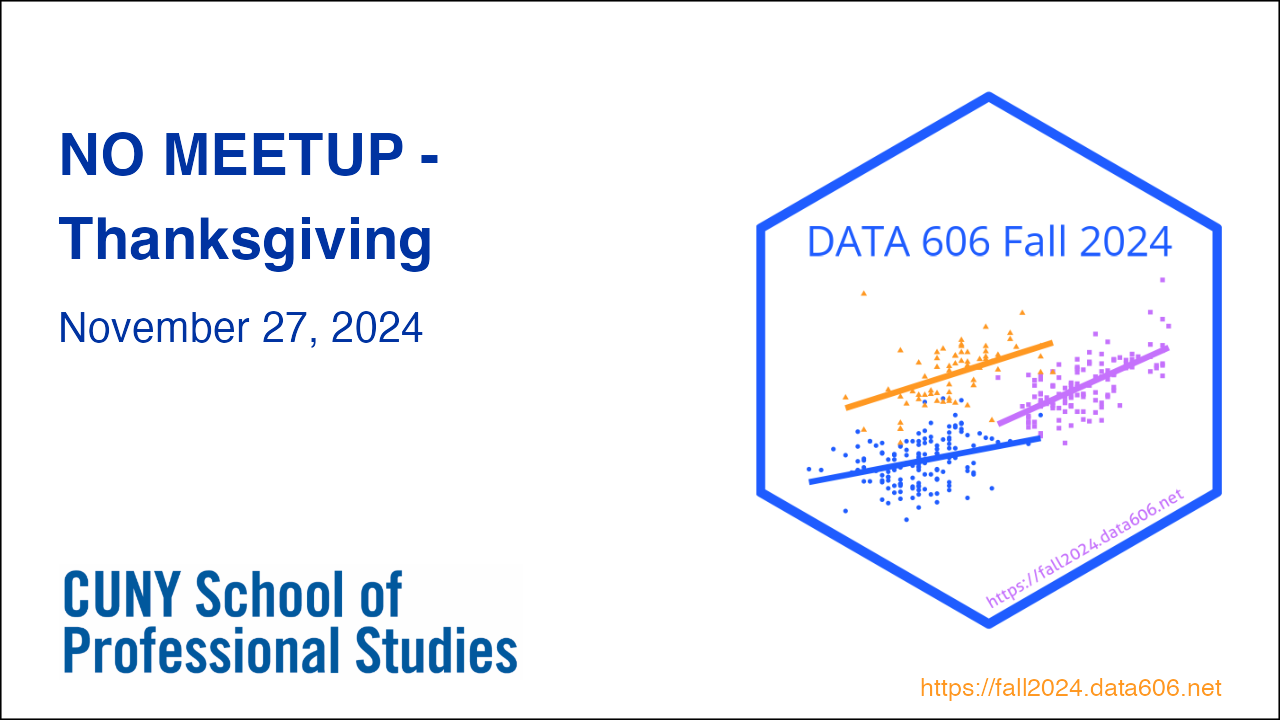 NO MEETUP -
Thanksgiving
November 27, 2024
DATA 606 Fall 2024
https://fall2024.data606.net
CUNY School of
Professional Studies
https://fall2024.data606.net